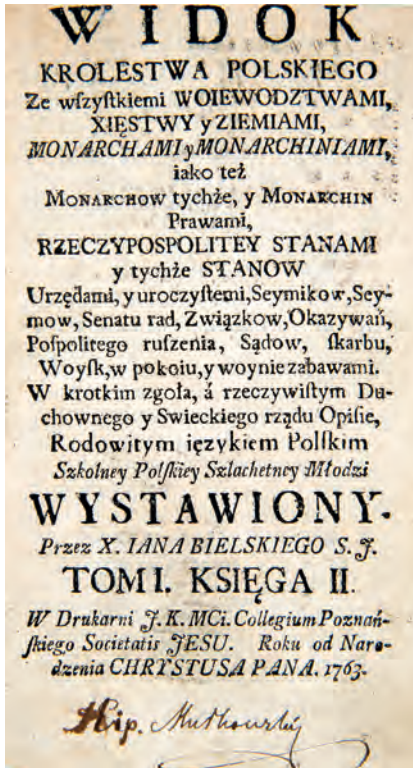 WIDOK
KROLESTWA POLSKIEGO
Ze wſzyſtkiemi WOIEWODZTWAMI,
XIĘSTWY y ZIEMIAMI,
MONARCHAMI y MONARCHINIAMI,
iako też
MONARCHOW tychże, y MONARCHIN
Prawami,
RZECZYPOSPOLITEY STANAMI
y tychże STANOW
Urzędami, y uroczyſtemi, Seymikow, Sey-
mow, Senatu rad, Związkow, Okazywań,
Poſpolitego ruſzenia, Sądow, ſkarbu,
Woyſk, w pokoiu, y woynie zabawami.
W krotkim zgoła, á rzeczywiſtym Du-
chownego y Swieckiego rządu Opiſie,
Rodowitym ięzykiem Polſkim
Szkolney Polſkiey Szlachetney Młodzi
WYSTAWIONY.
Przez X. IANA BIELSKIEGO S. J.
TOM I. KSIĘGA II.
W Drukarni J. K. MCi. Collegium Poznań-
ſkiego Societatis JESU. Roku od Naro-
dzenia CHRYSTUSA PANA. 1763.
Hip.